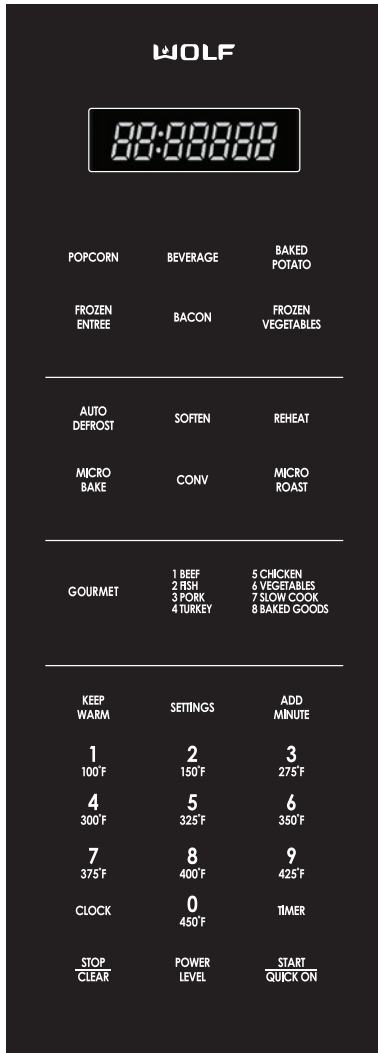 WOLF
88:88888
POPCORN BEVERAGE BAKED
POTATO
FROZEN
ENTREE BACON FROZEN
VEGETABLES
AUTO
DEFROST SOFTEN REHEAT
MICRO
BAKE CONV MICRO
ROAST
GOURMET
1 BEEF
2 FISH
3 PORK
4 TURKEY
5 CHICKEN
6 VEGETABLES
7 SLOW COOK
8 BAKED GOODS
KEEP
WARM SETTINGS ADD
MINUTE
1 2 3
100°F 150°F 275°F
4 5 6
300°F 325°F 350°F
7 8 9
375°F 400°F 425°F
CLOCK 0 TIMER
450°F
STOP POWER START
CLEAR LEVEL QUICK ON